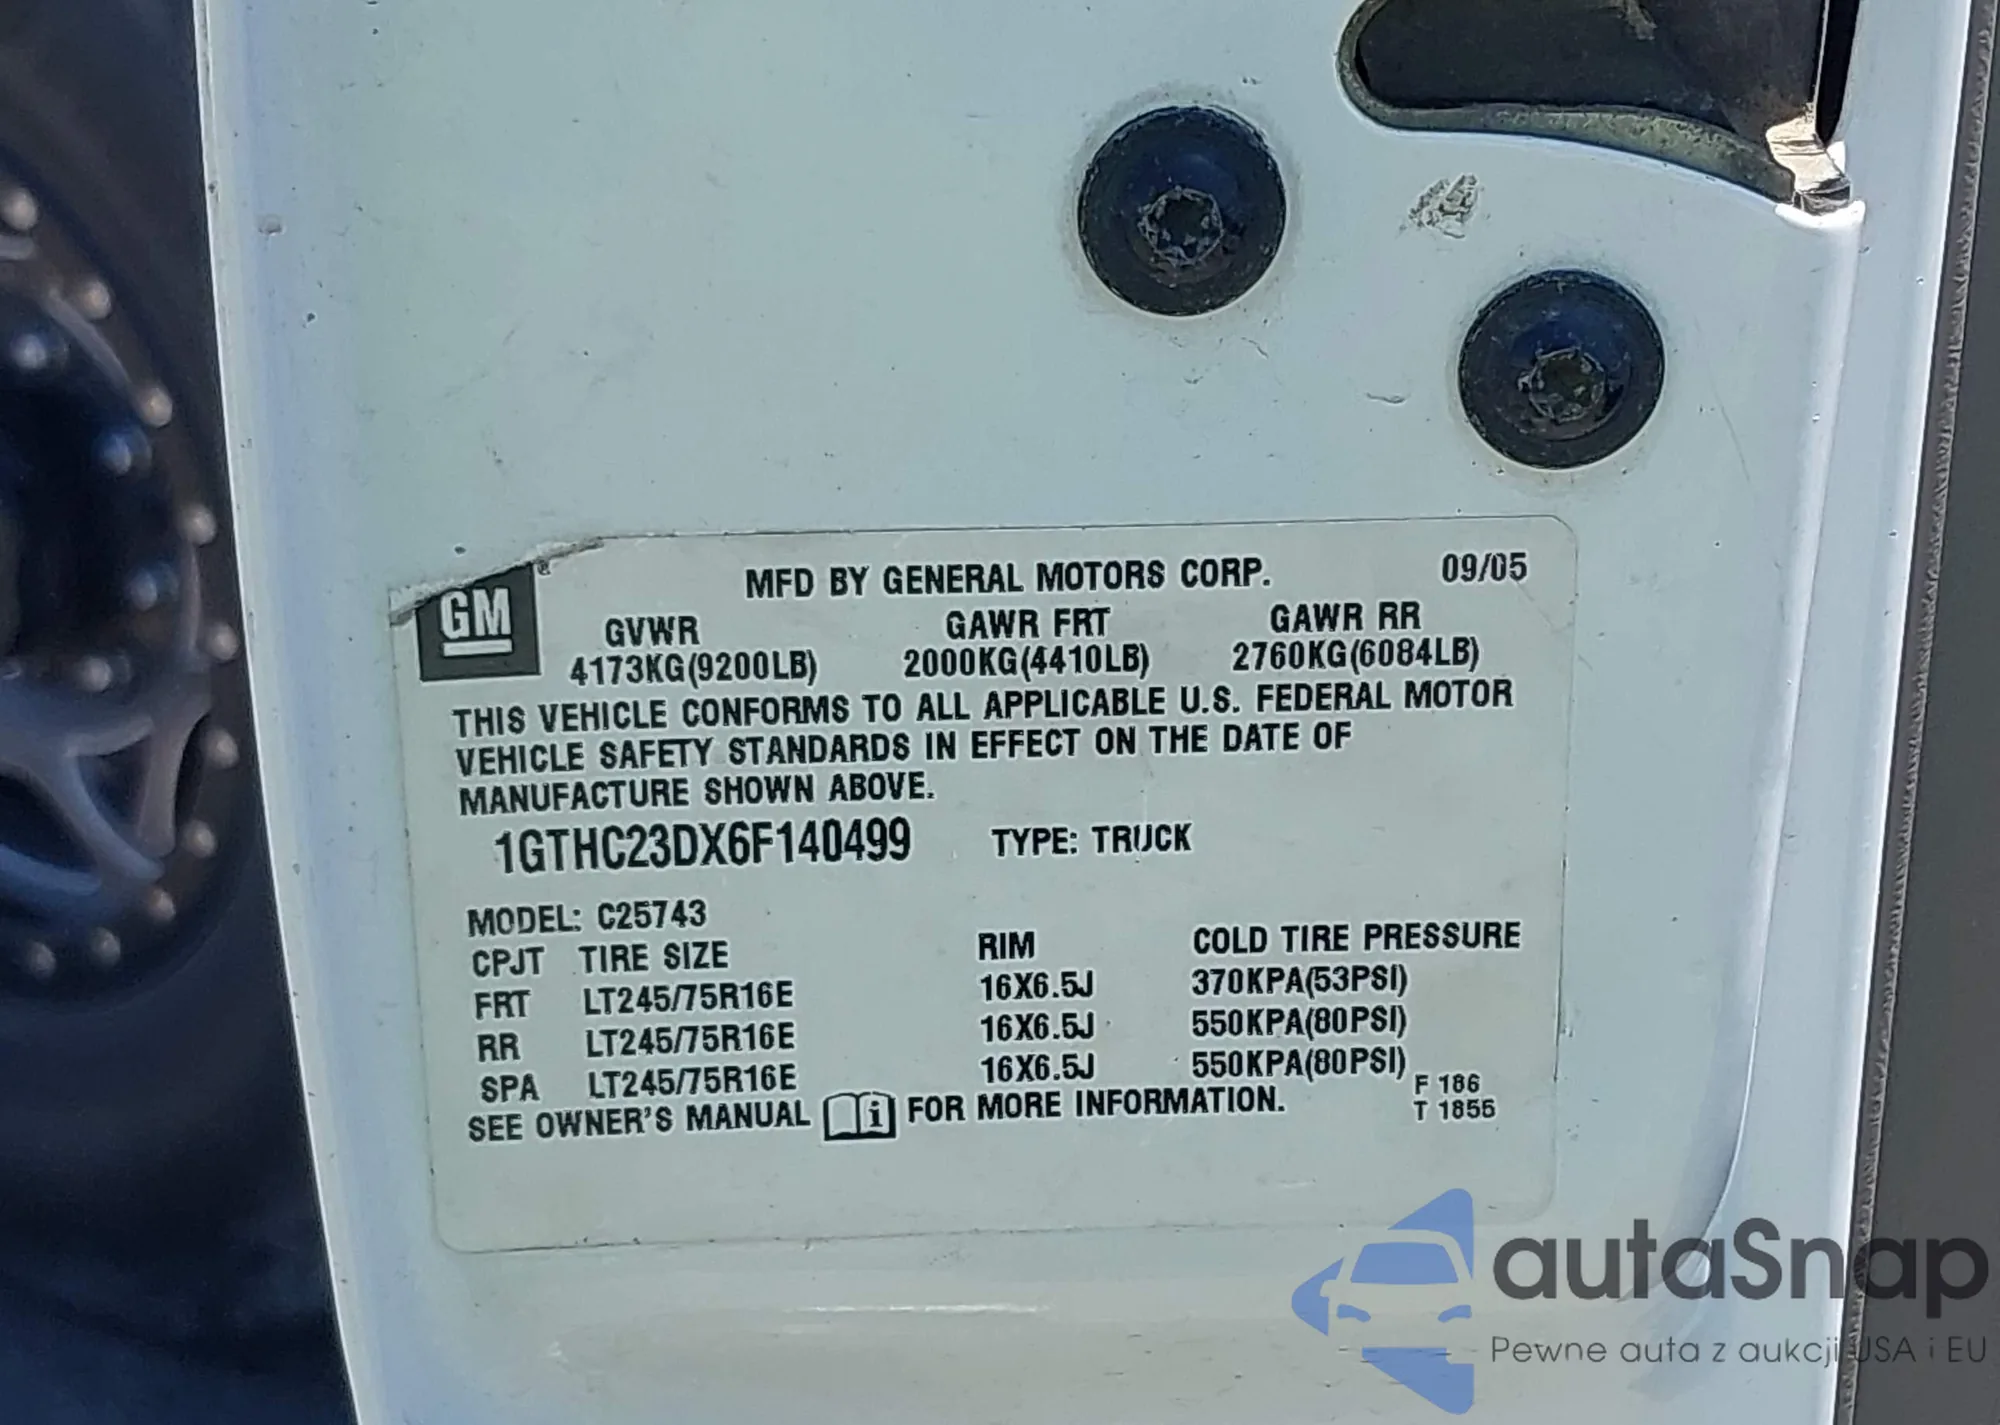 GM®
MFD BY GENERAL MOTORS CORP. 09/05
GVWR GAWR FRT GAWR RR
4173KG(9200LB) 2000KG(4410LB) 2760KG(6084LB)
THIS VEHICLE CONFORMS TO ALL APPLICABLE U.S. FEDERAL MOTOR
VEHICLE SAFETY STANDARDS IN EFFECT ON THE DATE OF
MANUFACTURE SHOWN ABOVE.
1GTHC23DX6F140499 TYPE: TRUCK
MODEL: C25743
CPJT TIRE SIZE RIM COLD TIRE PRESSURE
FRT LT245/75R16E 16X6.5J 370KPA(53PSI)
RR LT245/75R16E 16X6.5J 550KPA(80PSI)
SPA LT245/75R16E 16X6.5J 550KPA(80PSI)
SEE OWNER'S MANUAL i FOR MORE INFORMATION.
F 186
T 1855
autaSnap
Pewne auta z aukcji USA i EU